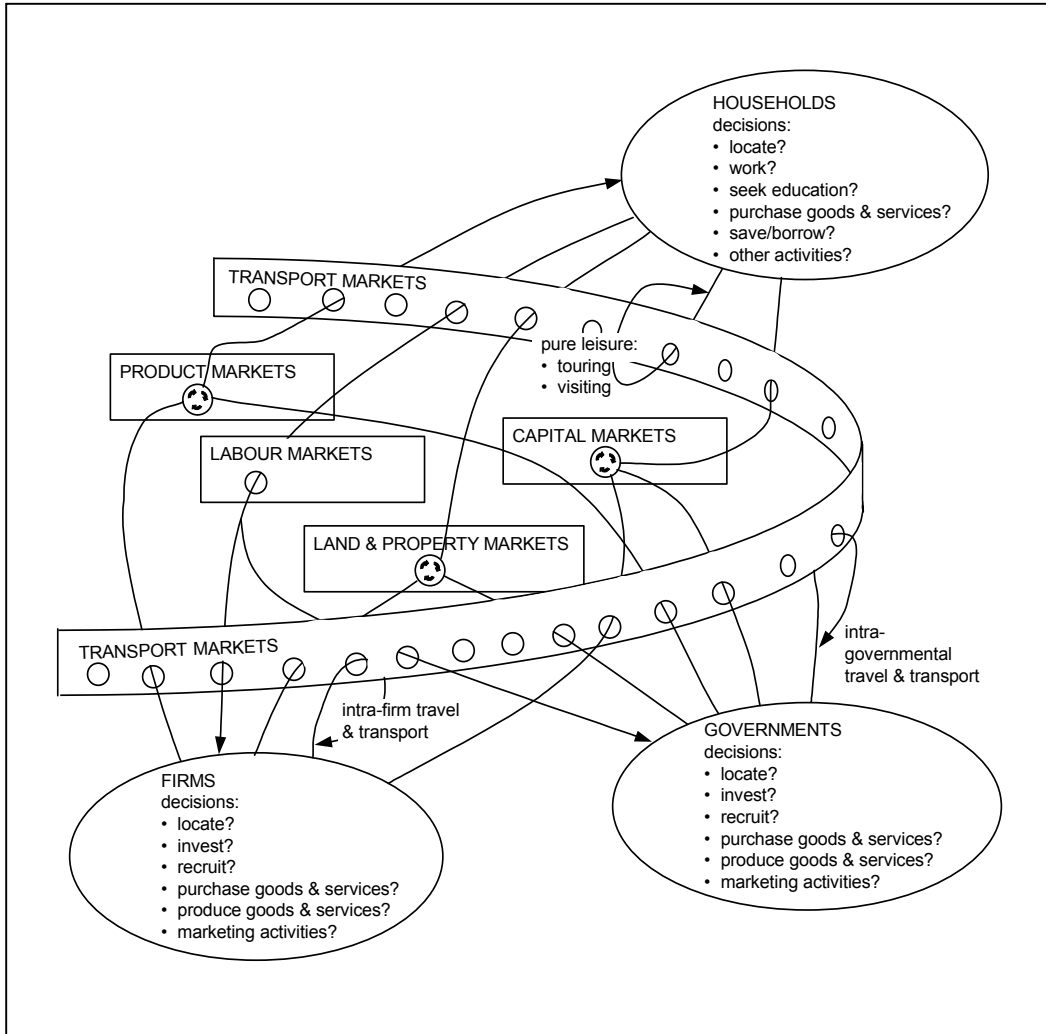 HOUSEHOLDS
decisions:
• locate?
• work?
• seek education?
• purchase goods & services?
• save/borrow?
• other activities?
TRANSPORT MARKETS
pure leisure:
• touring
• visiting
PRODUCT MARKETS
CAPITAL MARKETS
LABOUR MARKETS
LAND & PROPERTY MARKETS
TRANSPORT MARKETS
intra-
governmental
travel & transport
intra-firm travel
& transport
GOVERNMENTS
decisions:
• locate?
• invest?
• recruit?
• purchase goods & services?
• produce goods & services?
• marketing activities?
FIRMS
decisions:
• locate?
• invest?
• recruit?
• purchase goods & services?
• produce goods & services?
• marketing activities?